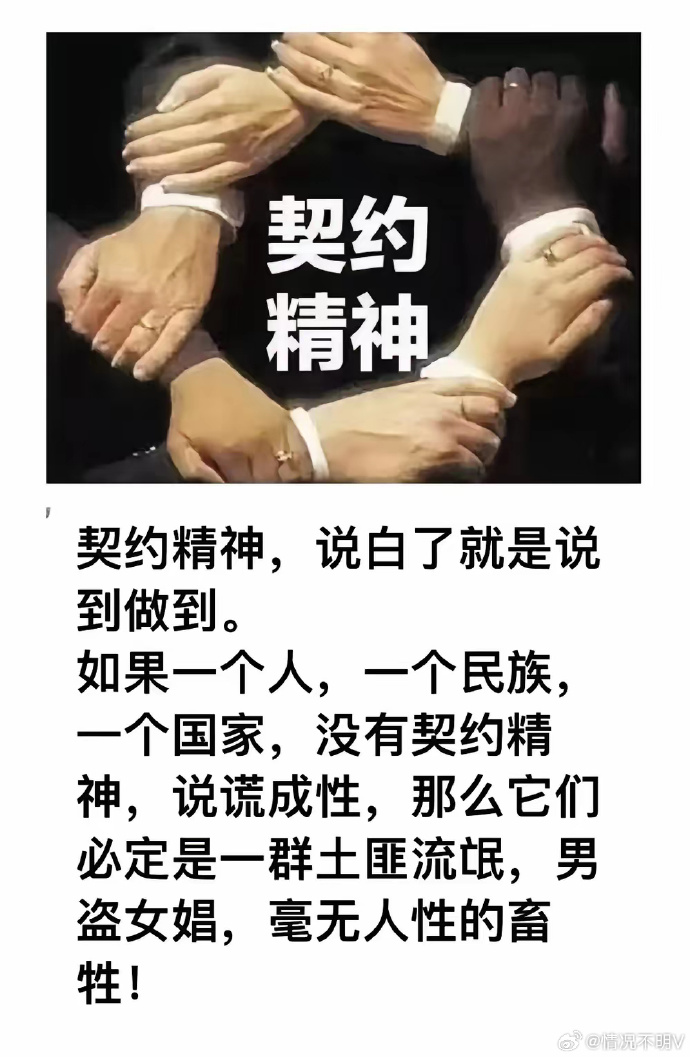 契约
精神
,
契约精神，说白了就是说
到做到。
如果一个人，一个民族，
一个国家，没有契约精
神，说谎成性，那么它们
必定是一群土匪流氓，男
盗女娼，毫无人性的畜
牲！
@情况不明V